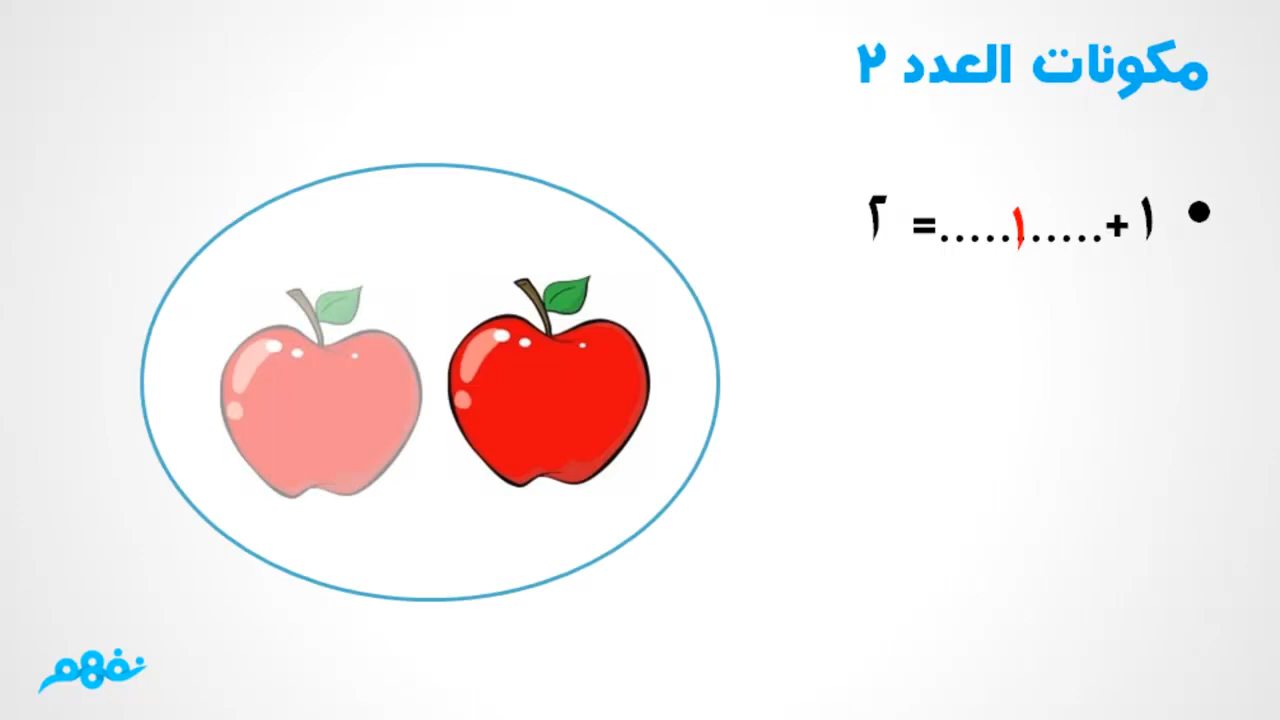 مكونات العدد ٢
• ١ +.....١.....= ٢
نفهم